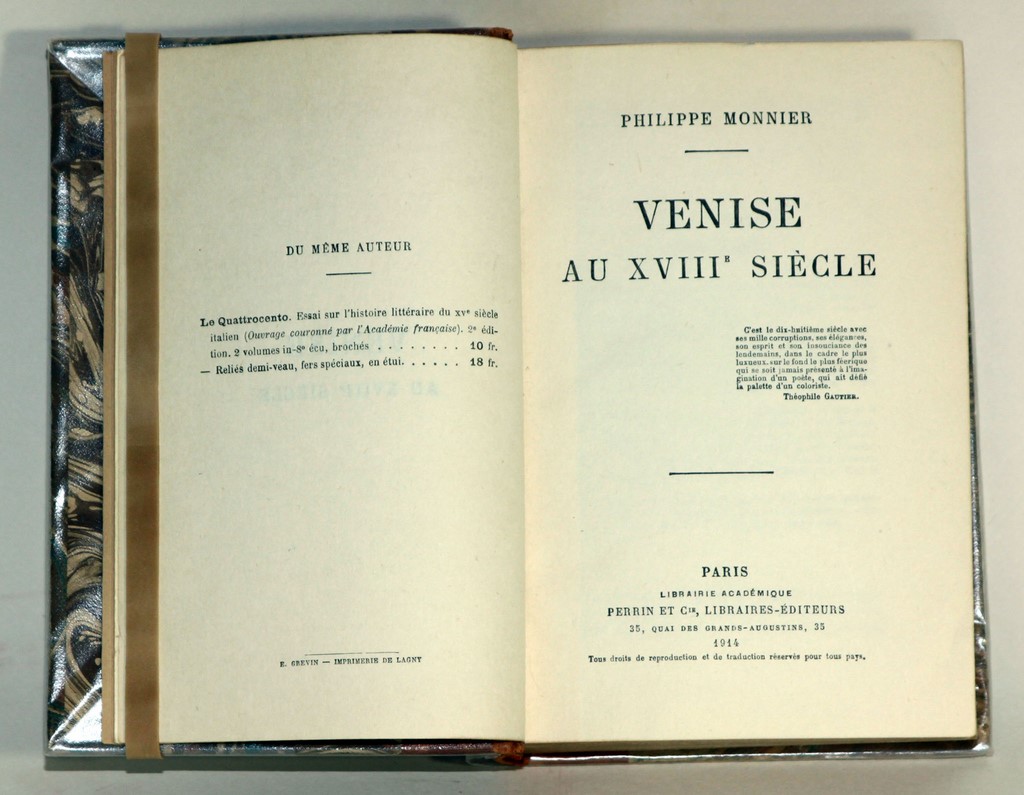 DU MÊME AUTEUR
Le Quattrocento. Essai sur l'histoire littéraire du XVe siècle
italien (Ouvrage couronné par l'Académie française). 2e édi-
tion. 2 volumes in-8e écu, brochés . . . . . . . . . 10 fr.
— Reliés demi-veau, fers spéciaux, en étui. . . . . . 18 fr.
E. GREVIN — IMPRIMERIE DE LAGNY
PHILIPPE MONNIER
VENISE
AU XVIIIE SIÈCLE
C'est le dix-huitième siècle avec
ses mille corruptions, ses élégances,
son esprit et son insouciance des
lendemains, dans le cadre le plus
luxueux, sur le fond le plus féerique
qui se soit jamais présenté à l'ima-
gination d'un poète, qui ait défié
la palette d'un coloriste.
Théophile GAUTIER.
PARIS
LIBRAIRIE ACADÉMIQUE
PERRIN ET CIE, LIBRAIRES-ÉDITEURS
35, QUAI DES GRANDS-AUGUSTINS, 35
1914
Tous droits de reproduction et de traduction réservés pour tous pays.